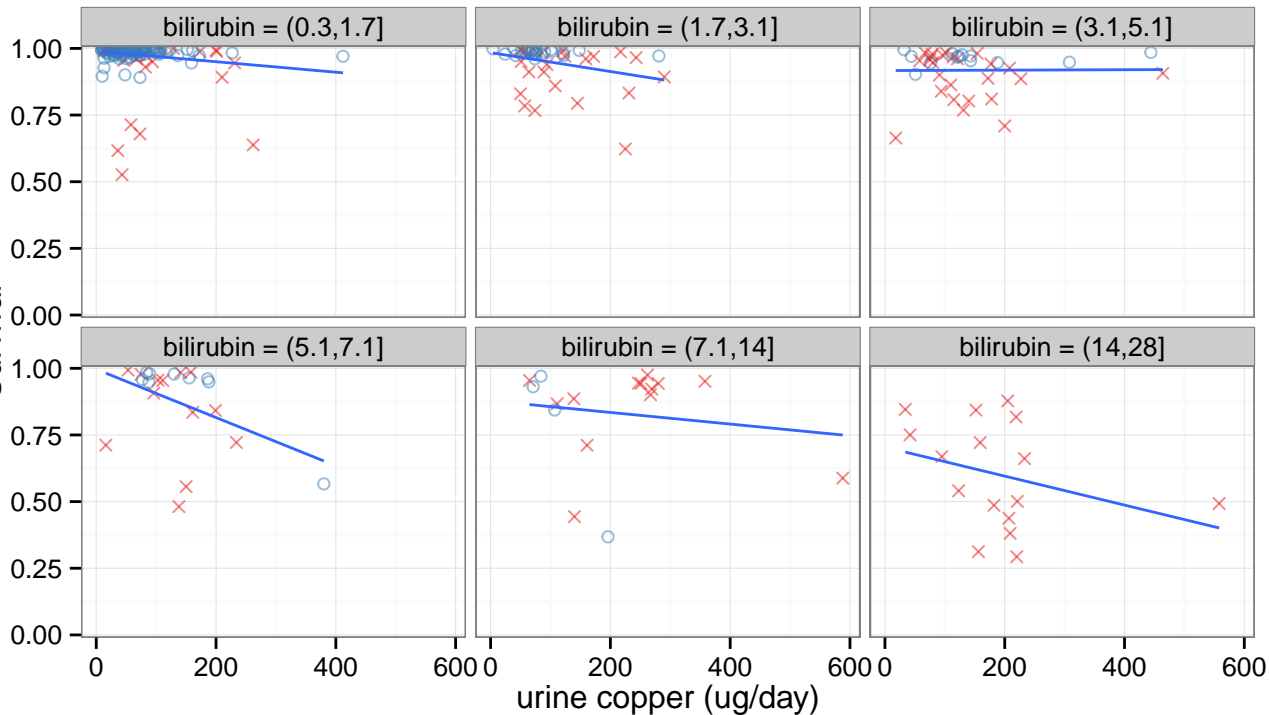 bilirubin = (0.3,1.7] bilirubin = (1.7,3.1] bilirubin = (3.1,5.1]
1.00
0.75
0.50
0.25
0.00
bilirubin = (5.1,7.1] bilirubin = (7.1,14] bilirubin = (14,28]
1.00
0.75
0.50
0.25
0.00
0 200 400 600 0 200 400 600 0 200 400 600
urine copper (ug/day)